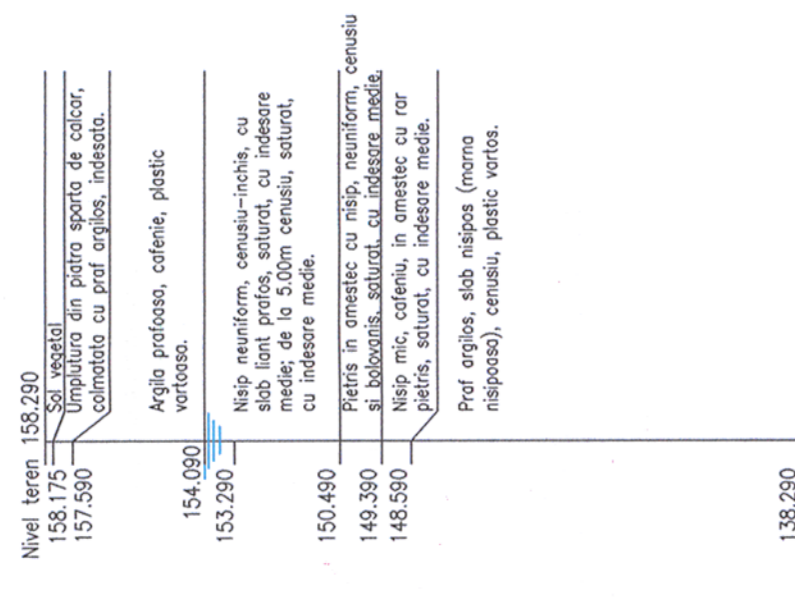 Nivel teren 158.290
158.175
Sol vegetal
157.590
Umplutura din piatra sparta de calcar,
colmatata cu praf argilos, indesata.
Argila prafoasa, cafenie, plastic
vartoasa.
154.090
153.290
Nisip neuniform, cenusiu-inchis, cu
slab liant prafos, saturat, cu indesare
medie; de la 5.00m cenusiu, saturat,
cu indesare medie.
150.490
Pietris in amestec cu nisip, neuniform, cenusiu
si bolovanis, saturat, cu indesare medie.
149.390
Nisip mic, cafeniu, in amestec cu rar
pietris, saturat, cu indesare medie.
148.590
Praf argilos, slab nisipos (marna
nisipoasa), cenusiu, plastic vartos.
138.290